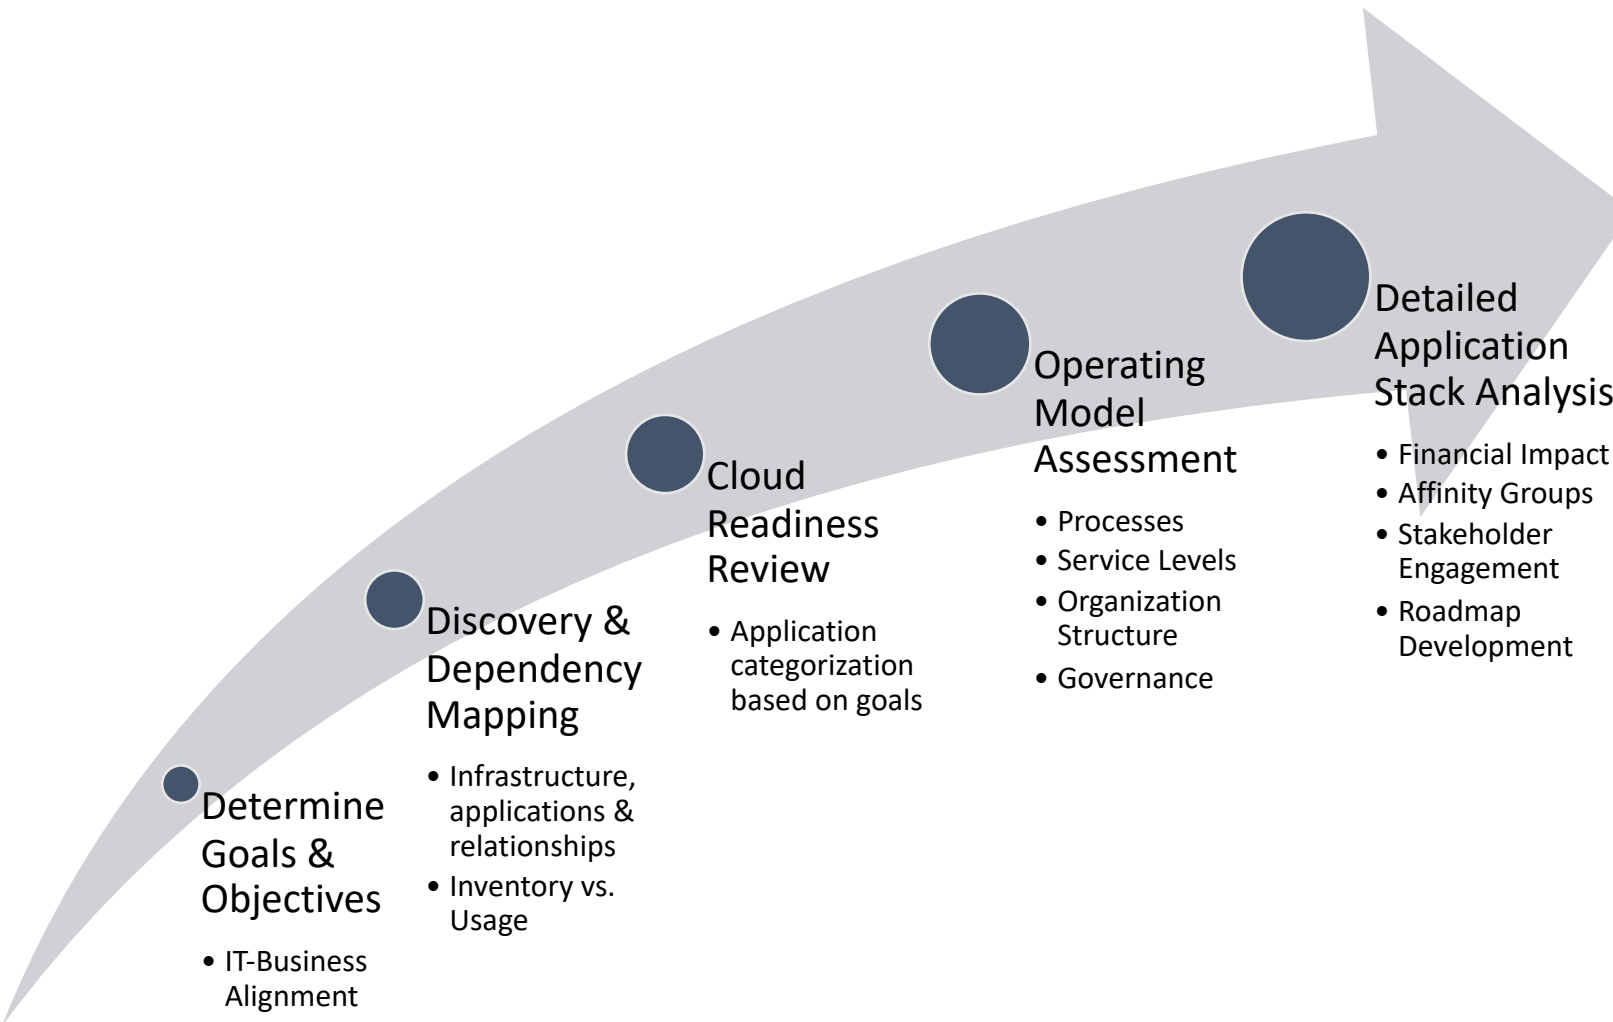 Determine
Goals &
Objectives
• IT-Business
Alignment
Discovery &
Dependency
Mapping
• Infrastructure,
applications &
relationships
• Inventory vs.
Usage
Cloud
Readiness
Review
• Application
categorization
based on goals
Operating
Model
Assessment
• Processes
• Service Levels
• Organization
Structure
• Governance
Detailed
Application
Stack Analysis
• Financial Impact
• Affinity Groups
• Stakeholder
Engagement
• Roadmap
Development